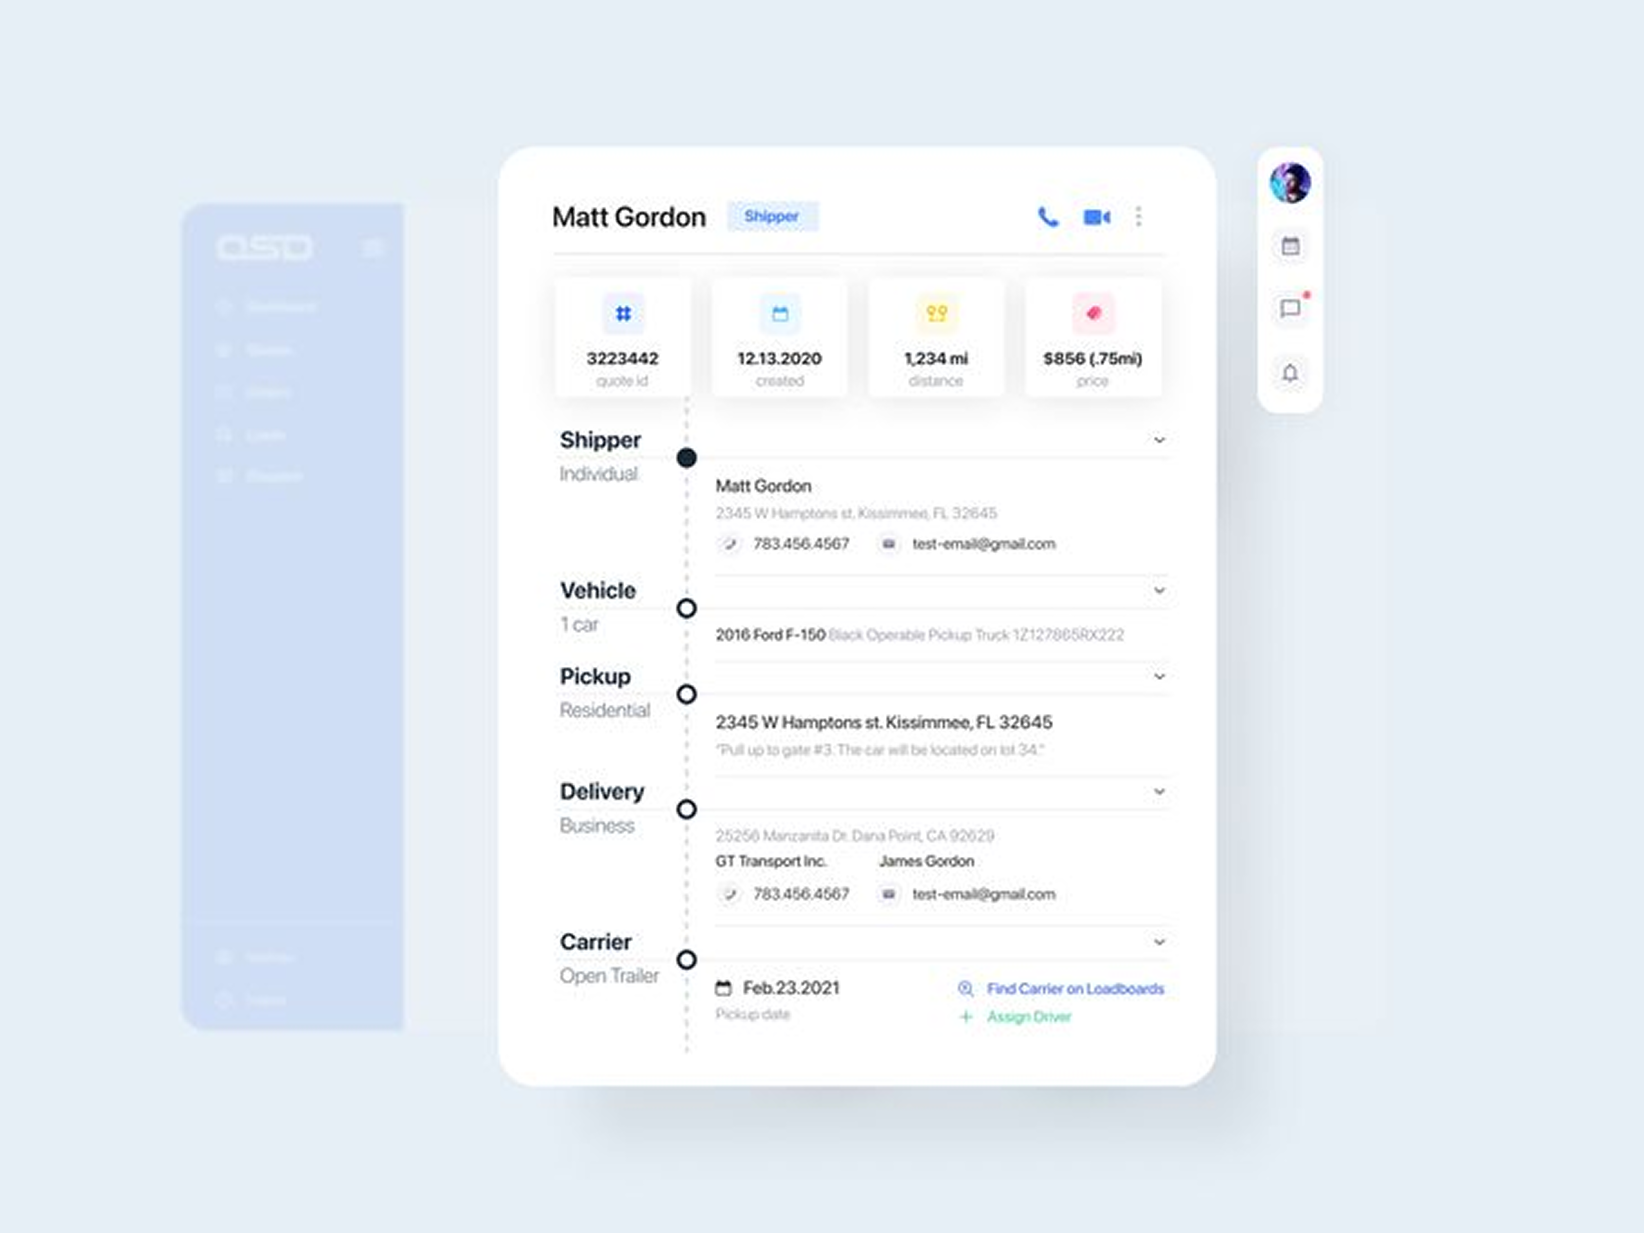 Matt Gordon Shipper
3223442
quote id
12.13.2020
created
1,234 mi
distance
$856 (.75mi)
price
Shipper
Individual
Matt Gordon
2345 W Hamptons st. Kissimmee, FL 32645
783.456.4567 test-email@gmail.com
Vehicle
1 car
2016 Ford F-150 Black Operable Pickup Truck 1Z127865RX222
Pickup
Residential
2345 W Hamptons st. Kissimmee, FL 32645
"Pull up to gate #3. The car will be located on lot 34."
Delivery
Business
25256 Manzanita Dr. Dana Point, CA 92629
GT Transport Inc. James Gordon
783.456.4567 test-email@gmail.com
Carrier
Open Trailer
Feb.23.2021
Pickup date
Find Carrier on Loadboards
Assign Driver